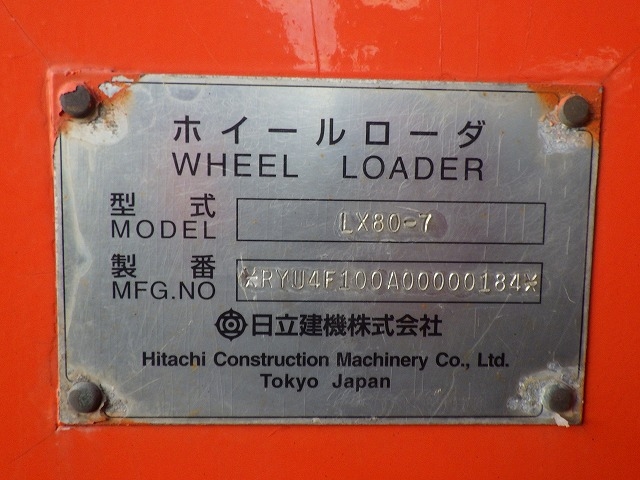 ホイールローダ
WHEEL LOADER
型式 LX80-7
MODEL
製番 *RYU4F100A00000184*
MFG.NO
日立建機株式会社
Hitachi Construction Machinery Co., Ltd.
Tokyo Japan